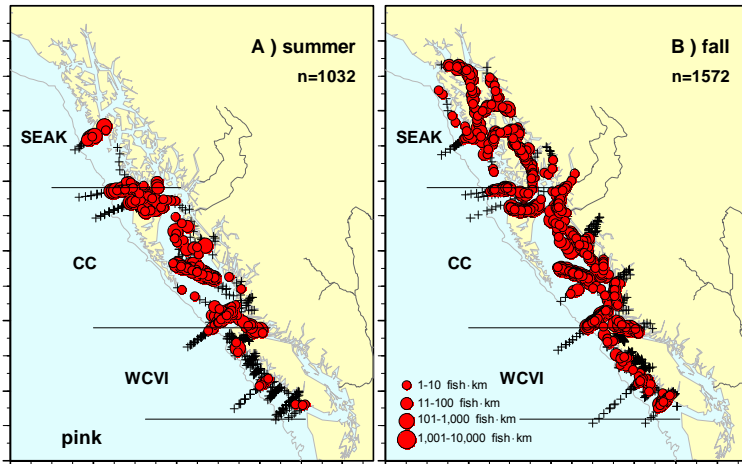 A ) summer
n=1032
SEAK
CC
WCVI
pink
B ) fall
n=1572
SEAK
CC
WCVI
1-10 fish·km
11-100 fish·km
101-1,000 fish·km
1,001-10,000 fish·km